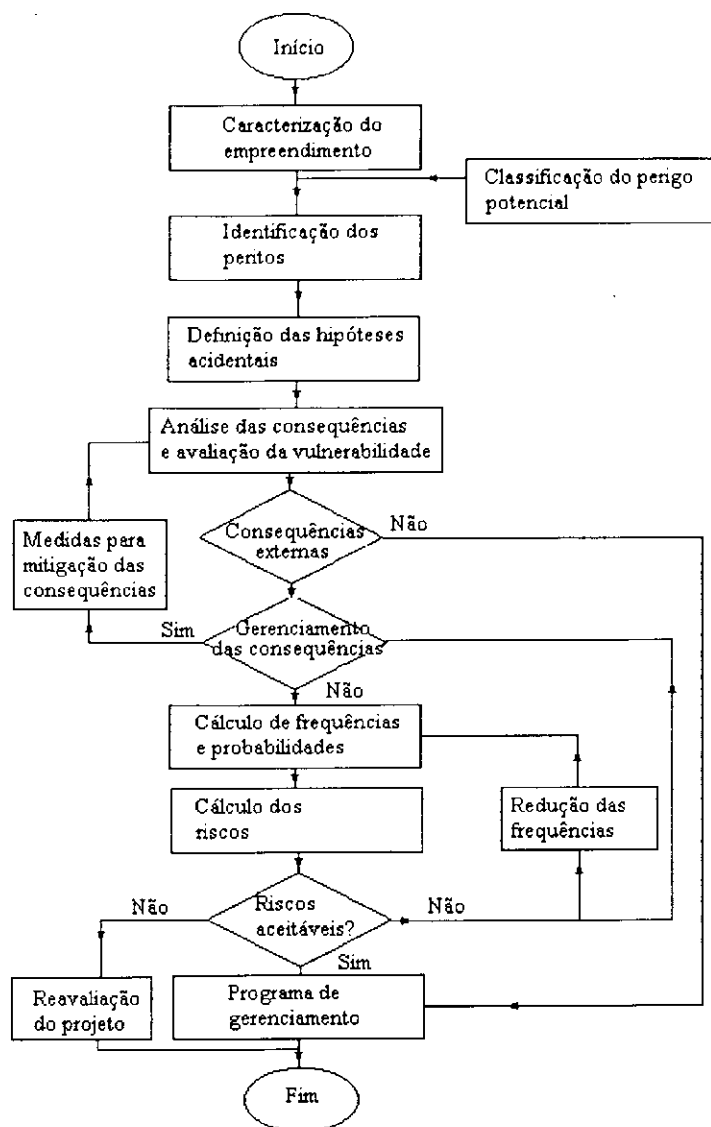 Início
Caracterização do
empreendimento
Classificação do perigo
potencial
Identificação dos
peritos
Definição das hipóteses
acidentais
Análise das consequências
e avaliação da vulnerabilidade
Medidas para
mitigação das
consequências
Consequências
externas
Não
Sim
Gerenciamento
das consequências
Não
Cálculo de frequências
e probabilidades
Cálculo dos
riscos
Redução das
frequências
Não
Riscos
aceitáveis?
Não
Sim
Reavaliação
do projeto
Programa de
gerenciamento
Fim